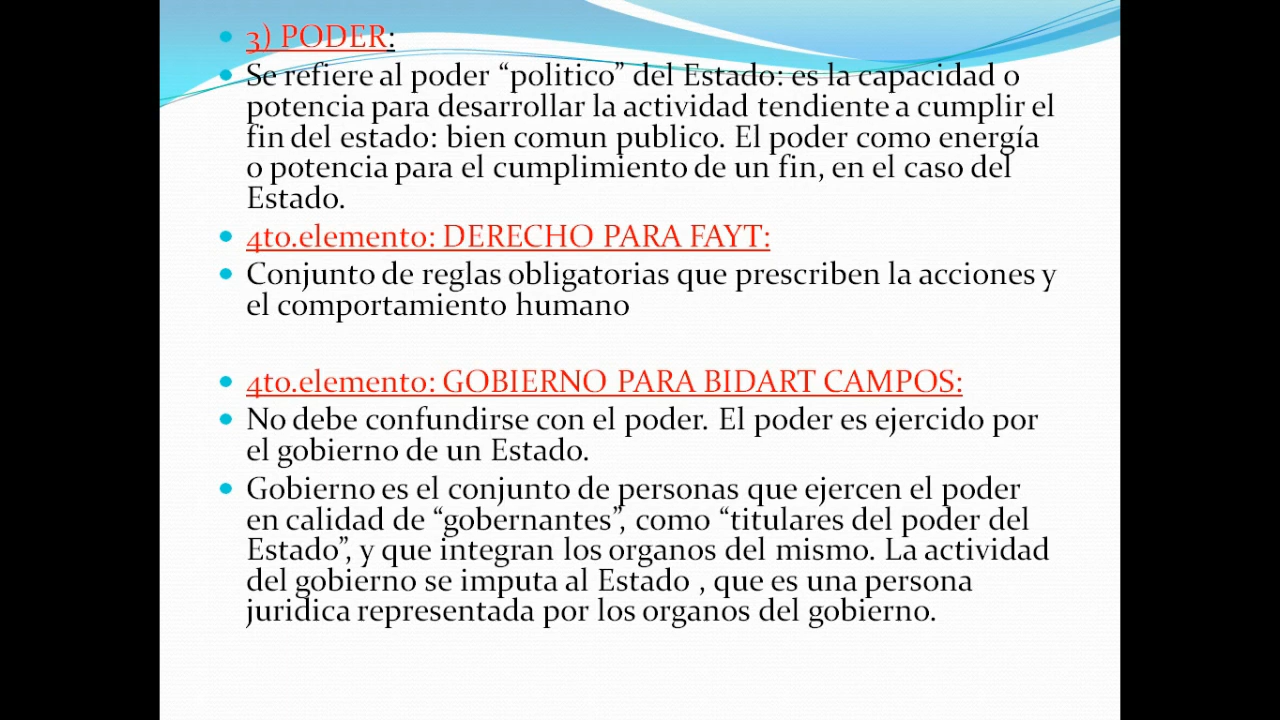 3) PODER:
Se refiere al poder “politico” del Estado: es la capacidad o
potencia para desarrollar la actividad tendiente a cumplir el
fin del estado: bien comun publico. El poder como energía
o potencia para el cumplimiento de un fin, en el caso del
Estado.
4to.elemento: DERECHO PARA FAYT:
Conjunto de reglas obligatorias que prescriben la acciones y
el comportamiento humano
4to.elemento: GOBIERNO PARA BIDART CAMPOS:
No debe confundirse con el poder. El poder es ejercido por
el gobierno de un Estado.
Gobierno es el conjunto de personas que ejercen el poder
en calidad de “gobernantes”, como “titulares del poder del
Estado”, y que integran los organos del mismo. La actividad
del gobierno se imputa al Estado , que es una persona
juridica representada por los organos del gobierno.